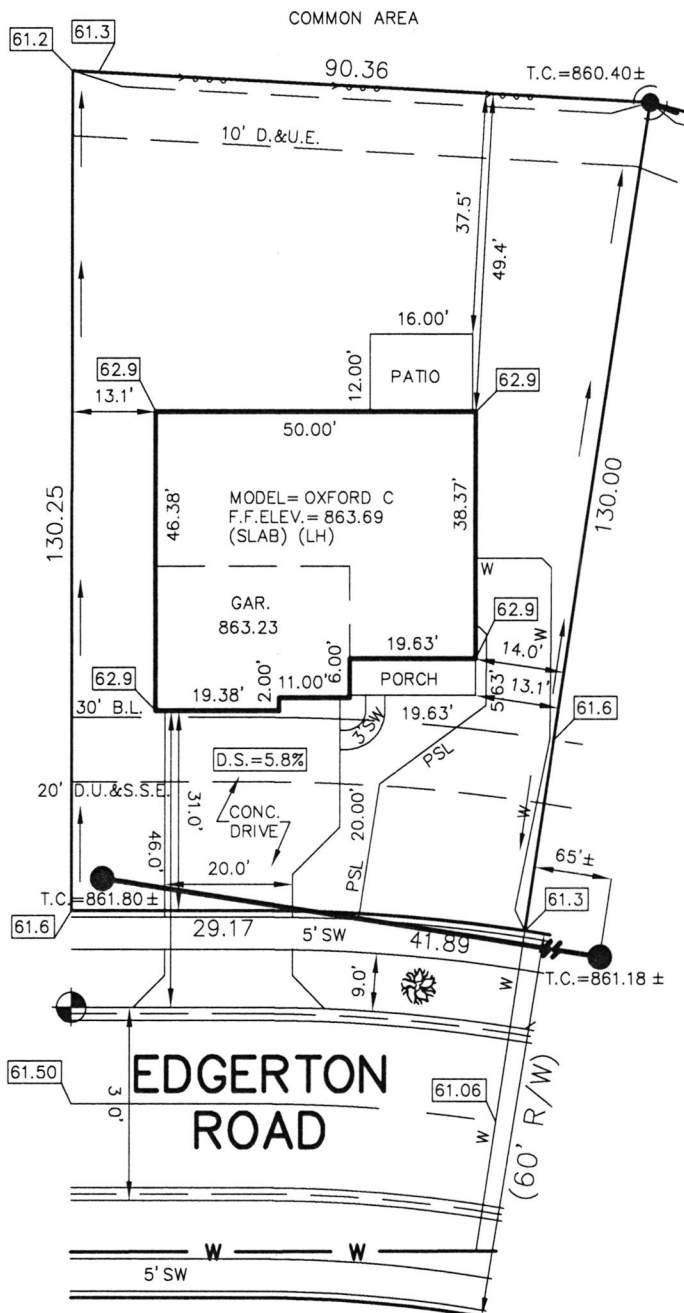 COMMON AREA
61.2
61.3
90.36
T.C.=860.40±
10' D.&U.E.
37.5'
49.4'
16.00'
12.00'
PATIO
62.9
62.9
13.1'
50.00'
130.25
130.00
46.38'
MODEL= OXFORD C
F.F.ELEV.= 863.69
(SLAB) (LH)
38.37'
W
GAR.
863.23
W
62.9
19.63'
14.0'
6.00'
2.00'
11.00'
PORCH
62.9
19.38'
5.63'
13.1'
30' B.L.
19.63'
61.6
3'SW
PSL
D.S.=5.8%
20' D.U.&S.S.E.
31.0'
CONC.
DRIVE
20.00'
W
46.0'
20.0'
65'±
PSL
T.C.=861.80 ±
61.6
29.17
5' SW
41.89
61.3
T.C.=861.18 ±
9.0'
W
EDGERTON
ROAD
61.50
3.0'
61.06
W
(60' R/W)
W
W
5' SW